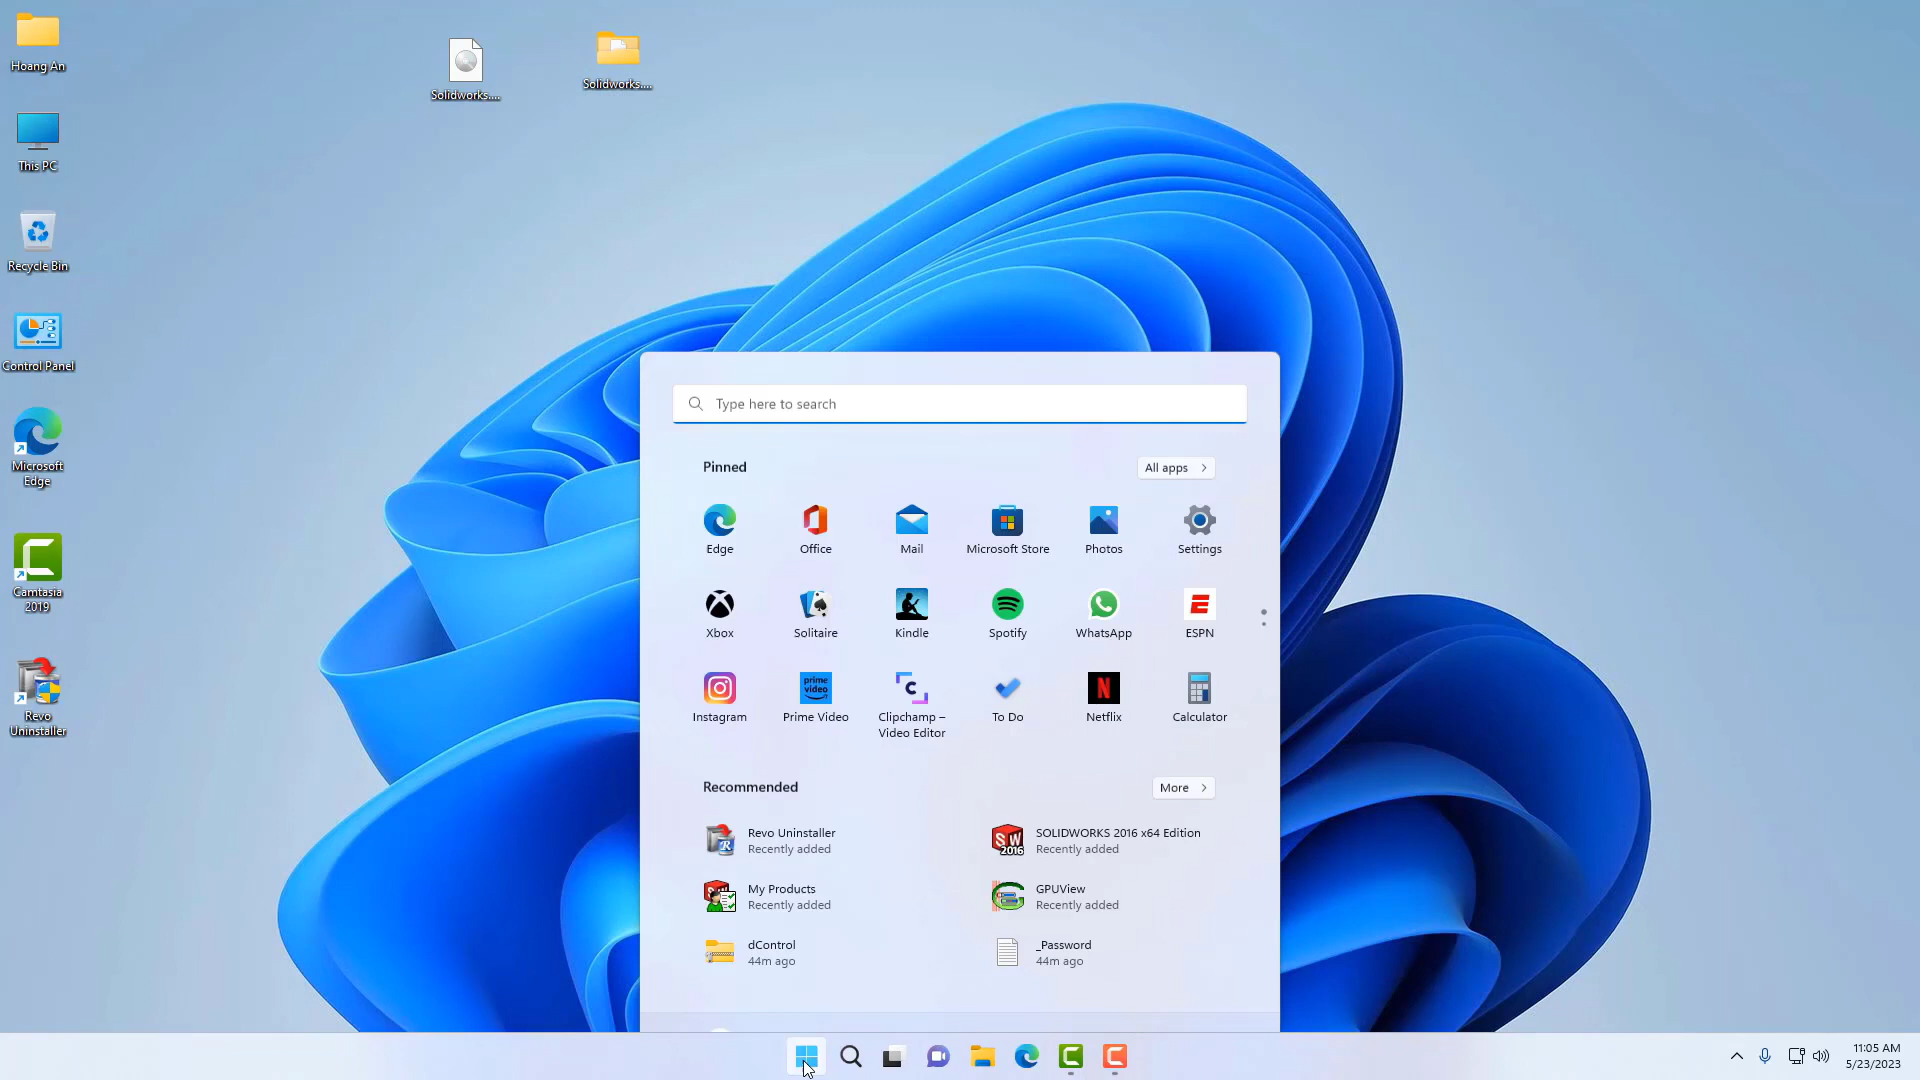 Hoang An
This PC
Recycle Bin
Control Panel
Microsoft
Edge
Camtasia
2019
Revo
Uninstaller
Solidworks....
Solidworks....
Type here to search
Pinned
All apps
Edge
Office
Mail
Microsoft Store
Photos
Settings
Xbox
Solitaire
Kindle
Spotify
WhatsApp
E
ESPN
Instagram
prime
video
Prime Video
C
Clipchamp –
Video Editor
To Do
N
Netflix
Calculator
Recommended
More
R
Revo Uninstaller
Recently added
SW
2016
SOLIDWORKS 2016 x64 Edition
Recently added
My Products
Recently added
GPUView
Recently added
dControl
44m ago
_Password
44m ago
11:05 AM
5/23/2023